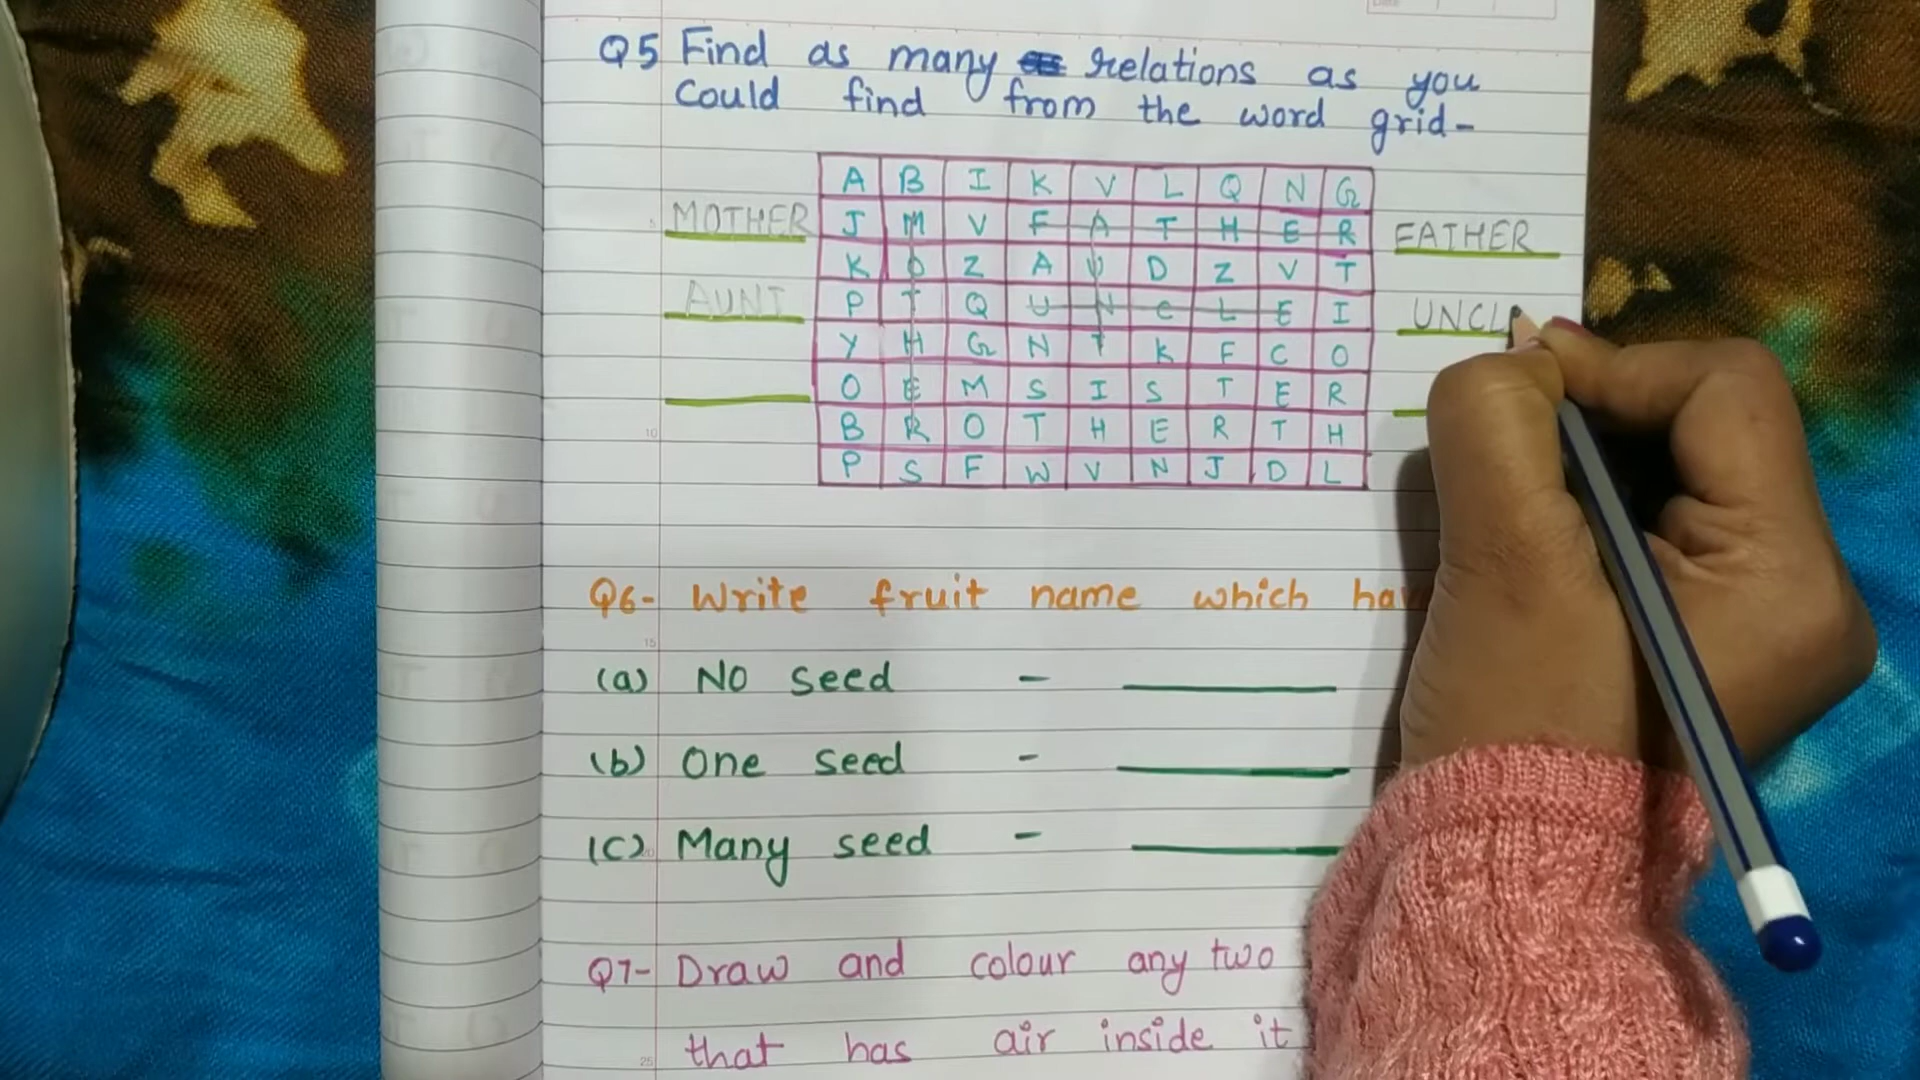 Q5 Find as many relations as you
Could find from the word grid-
A B I K V L Q N G
MOTHER J M V F A T H E R FATHER
K O Z A U D Z V T
AUNT P T Q U N C L E I UNCL
Y H G N T K F C O
O E M S I S T E R
B R O T H E R T H
P S F W V N J D L
Q6- Write fruit name which
(a) No seed -
(b) One seed -
(c) Many seed -
Q7- Draw and colour any two
that has air inside it